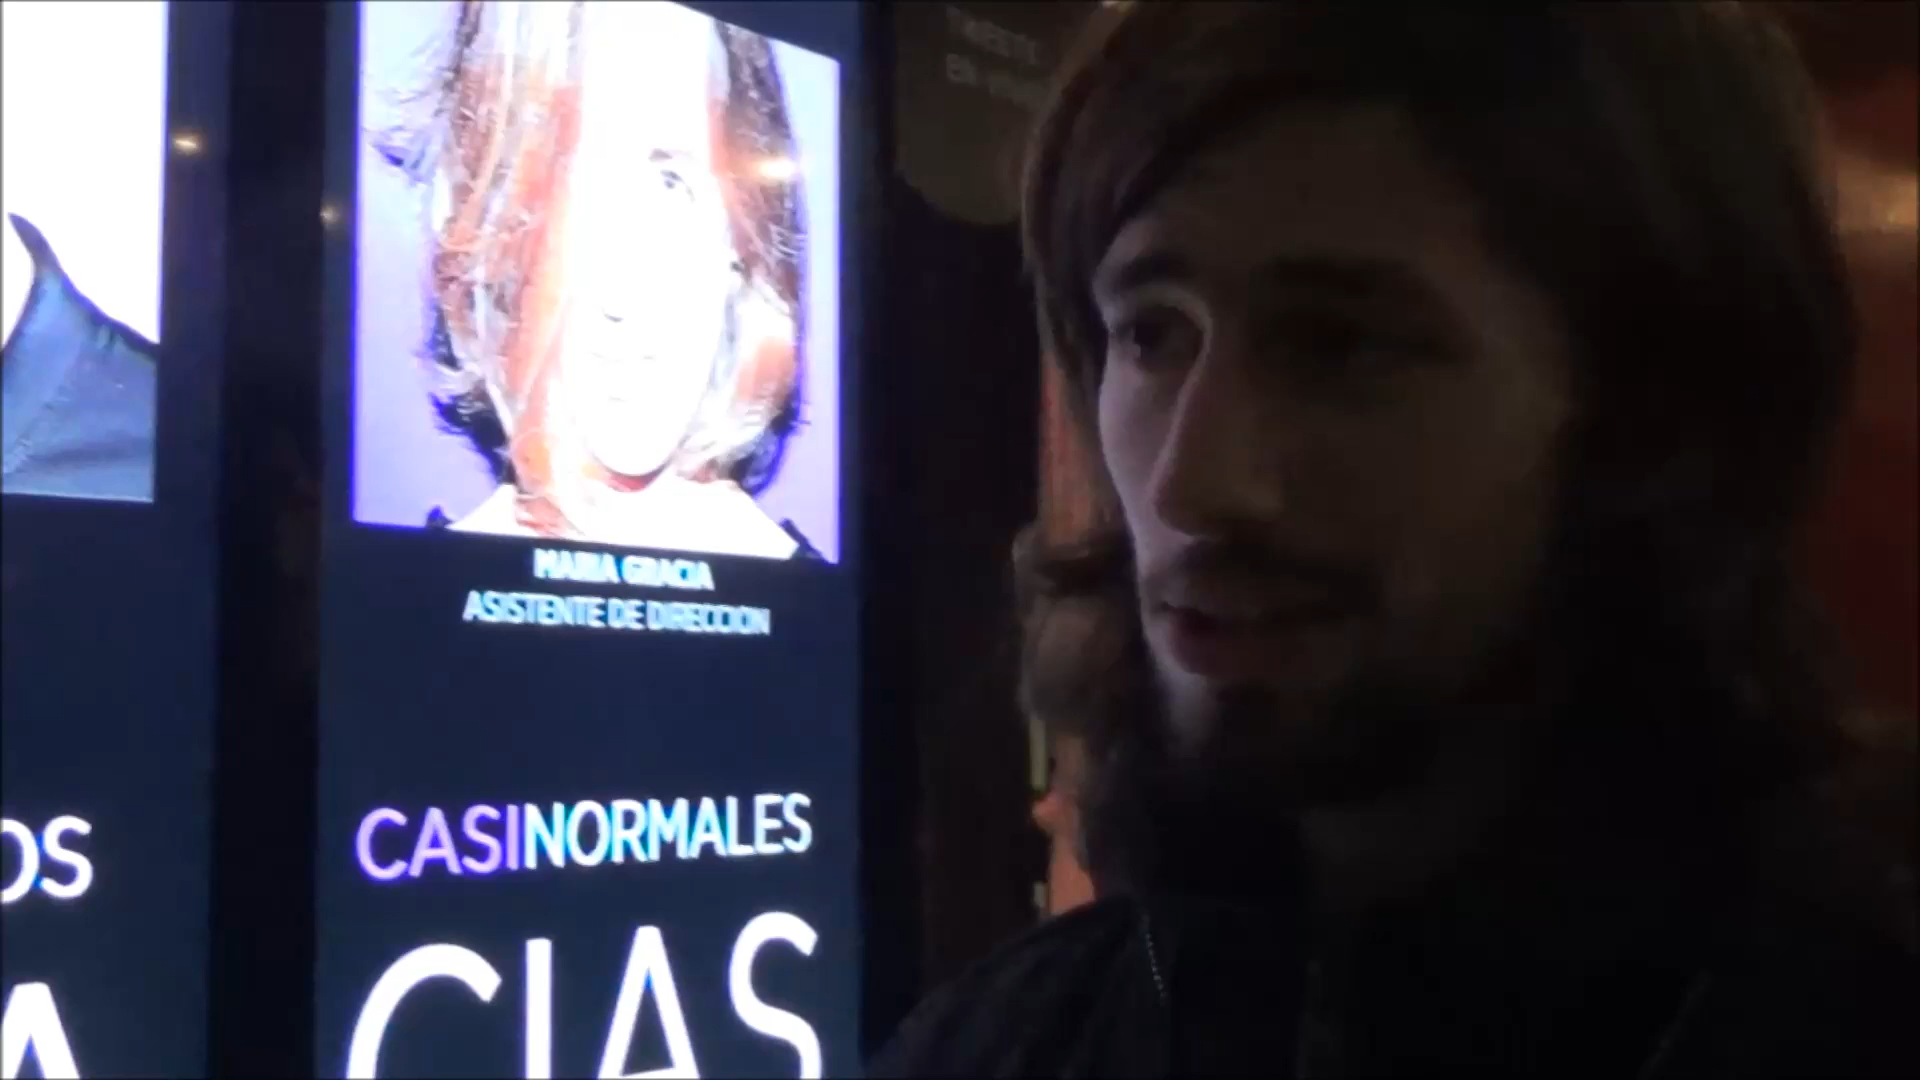 MARIA GRACIA
ASISTENTE DE DIRECCION
OS
CASINORMALES
A
CIAS